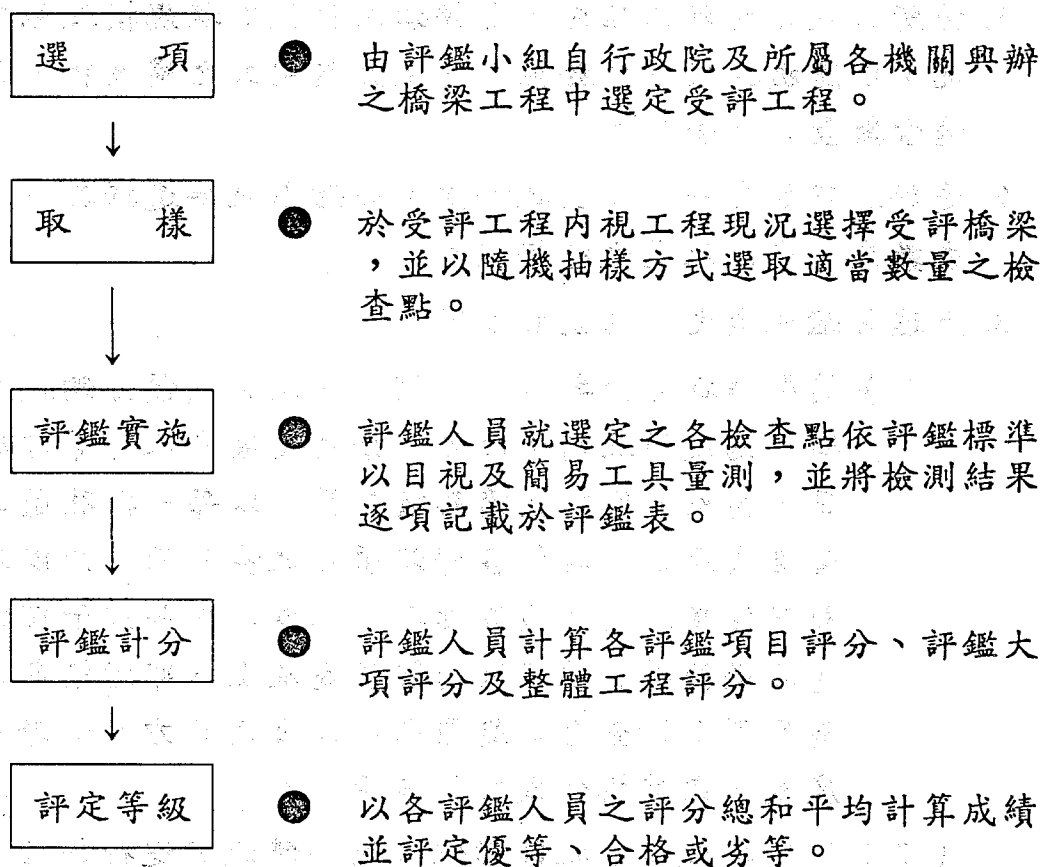 選　　項
● 由評鑑小組自行政院及所屬各機關興辦
之橋梁工程中選定受評工程。
↓
取　　樣
● 於受評工程內視工程現況選擇受評橋梁
，並以隨機抽樣方式選取適當數量之檢
查點。
↓
評鑑實施
● 評鑑人員就選定之各檢查點依評鑑標準
以目視及簡易工具量測，並將檢測結果
逐項記載於評鑑表。
↓
評鑑計分
● 評鑑人員計算各評鑑項目評分、評鑑大
項評分及整體工程評分。
↓
評定等級
● 以各評鑑人員之評分總和平均計算成績
並評定優等、合格或劣等。